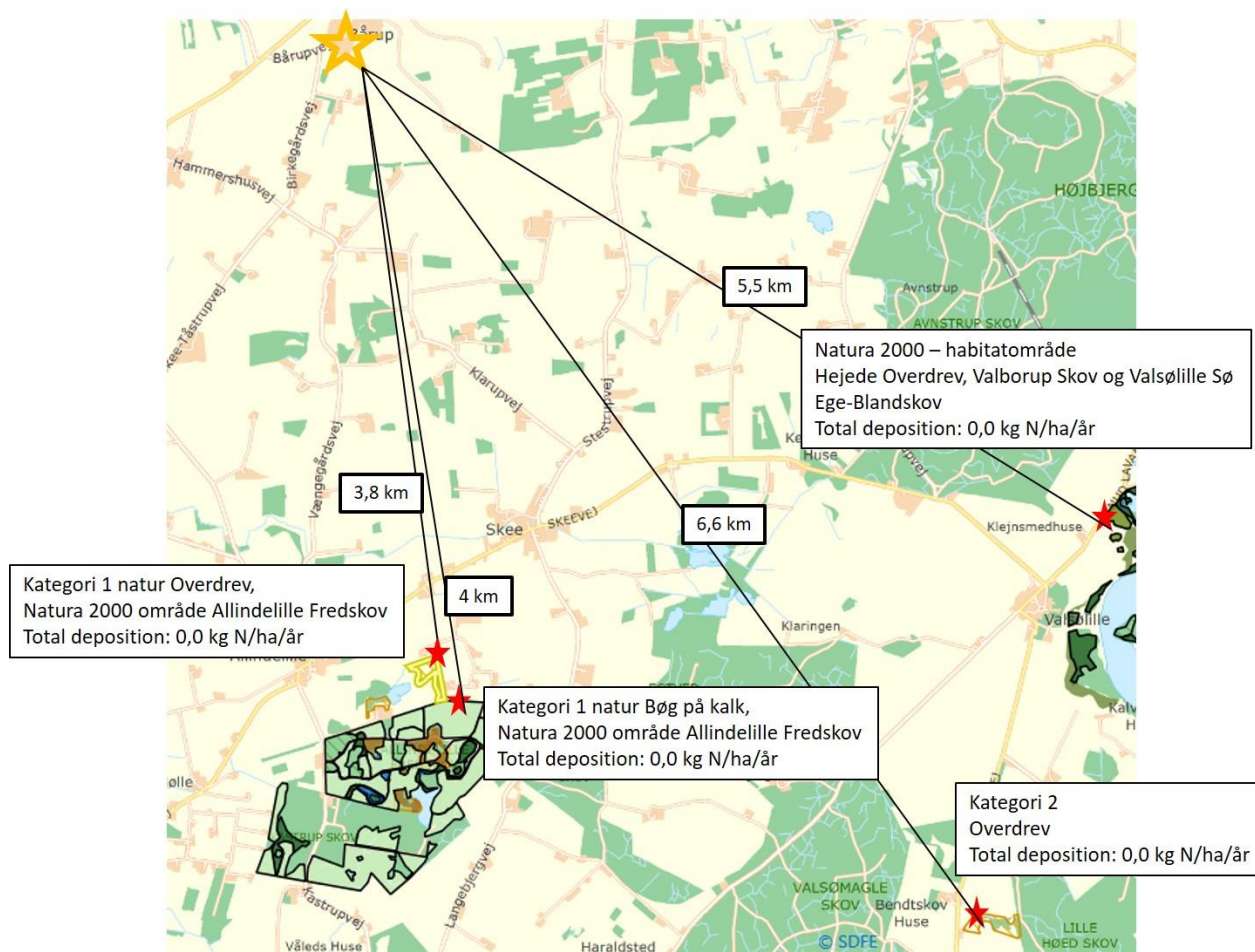 Bårup
Bårupvej
Birkegårdsvej
Hammershusvej
HØJBJERG
5,5 km
Avnstrup
AVNSTRUP SKOV
Natura 2000 – habitatområde
Hejede Overdrev, Valborup Skov og Valsølille Sø
Ege-Blandskov
Total deposition: 0,0 kg N/ha/år
Klarupvej
Stestrupvej
Huse
Vængegårdsvej
3,8 km
Skee
SKEEVEJ
6,6 km
Klejnsmedhuse
Kategori 1 natur Overdrev,
Natura 2000 område Allindelille Fredskov
Total deposition: 0,0 kg N/ha/år
4 km
Klaringen
Valsølille
Kategori 1 natur Bøg på kalk,
Natura 2000 område Allindelille Fredskov
Total deposition: 0,0 kg N/ha/år
Kategori 2
Overdrev
Total deposition: 0,0 kg N/ha/år
Langebjergvej
Kastrupvej
VALSØMAGLE
SKOV
Bendtskov
Huse
LILLE
HØED SKOV
Våleds Huse
Haraldsted
© SDFE